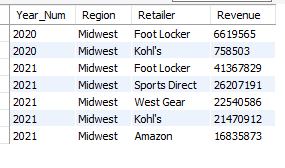 Year_Num Region Retailer Revenue
2020 Midwest Foot Locker 6619565
2020 Midwest Kohl's 758503
2021 Midwest Foot Locker 41367829
2021 Midwest Sports Direct 26207191
2021 Midwest West Gear 22540586
2021 Midwest Kohl's 21470912
2021 Midwest Amazon 16835873